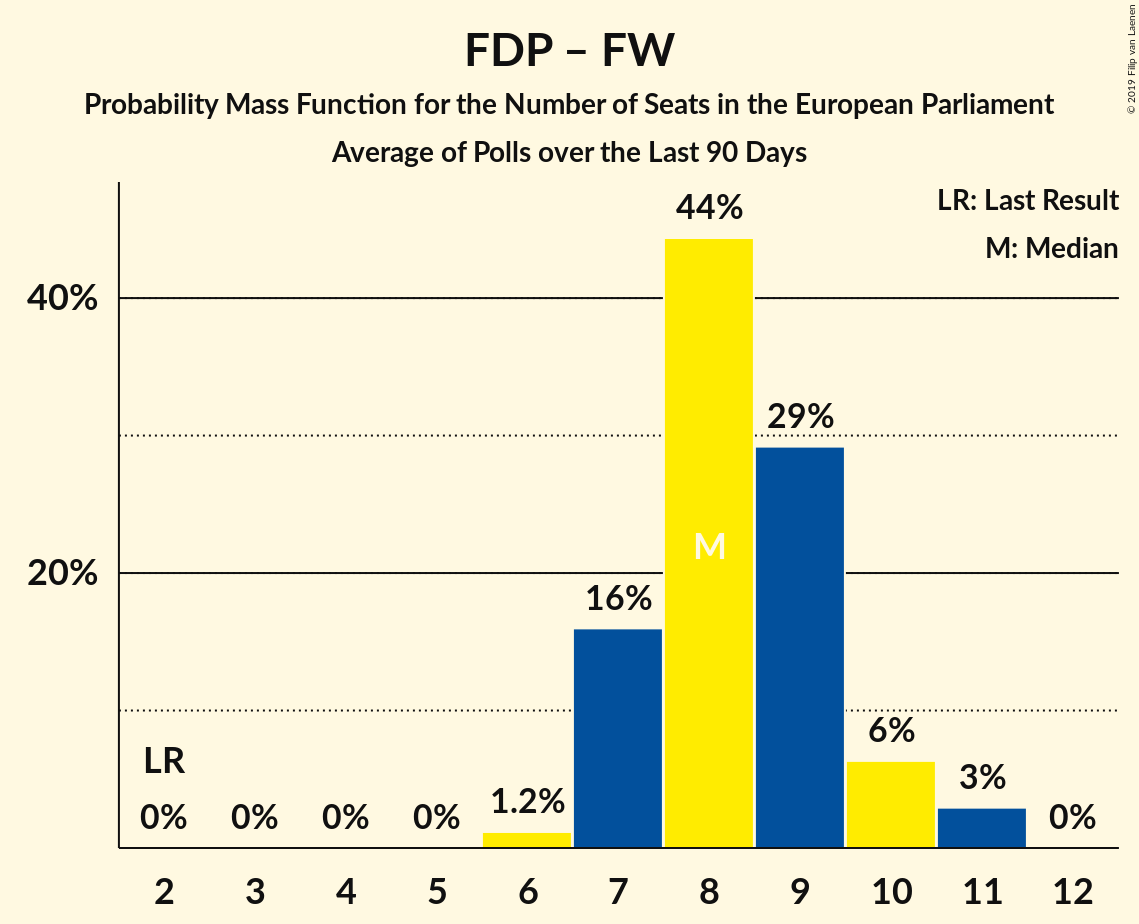 FDP – FW
Probability Mass Function for the Number of Seats in the European Parliament
Average of Polls over the Last 90 Days
© 2019 Filip van Laenen
LR: Last Result
M: Median
44%
40%
29%
M
20%
16%
LR
6%
3%
1.2%
0% 0% 0% 0% 0%
2 3 4 5 6 7 8 9 10 11 12